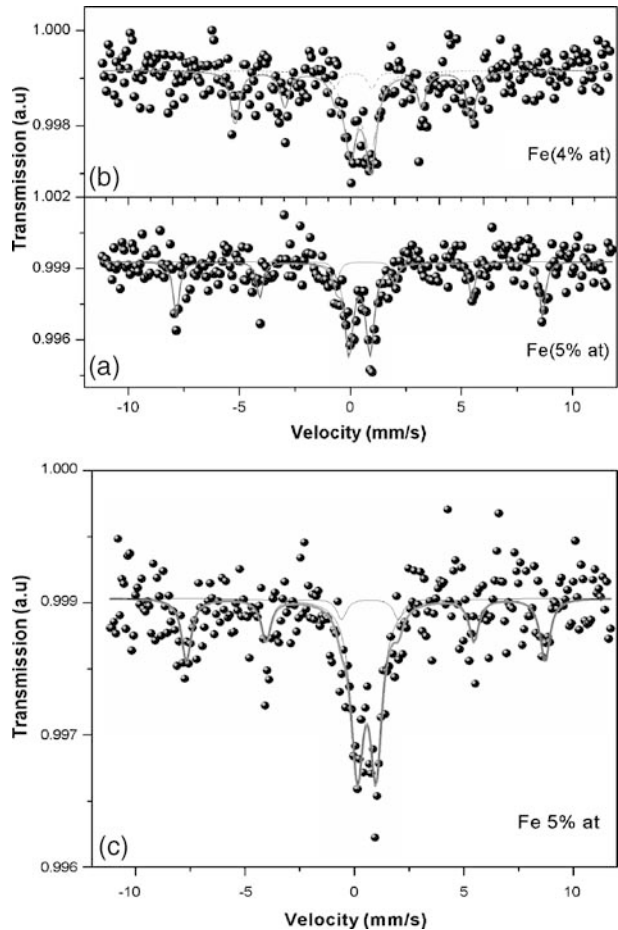 1.000
0.998
(b)
Fe(4% at)
1.002
0.999
0.996
(a)
Fe(5% at)
Transmission (a.u)
-10 -5 0 5 10
Velocity (mm/s)
1.000
0.999
0.997
0.996
(c)
Fe 5% at
Transmission (a.u)
-10 -5 0 5 10
Velocity (mm/s)